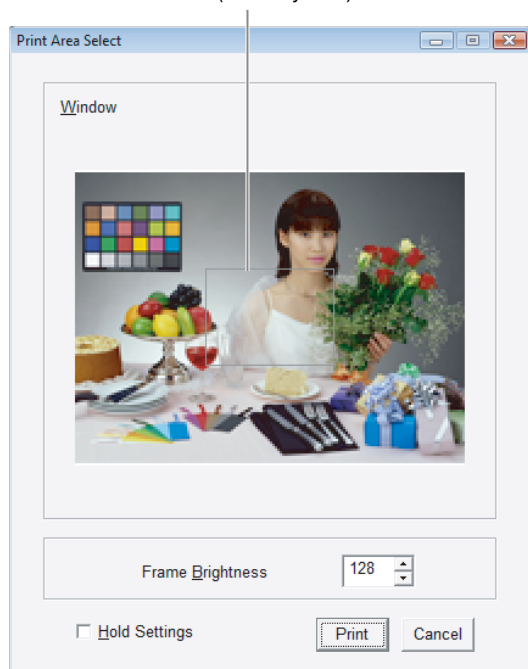 Print Area Select
Window
Frame Brightness
128
Hold Settings
Print
Cancel